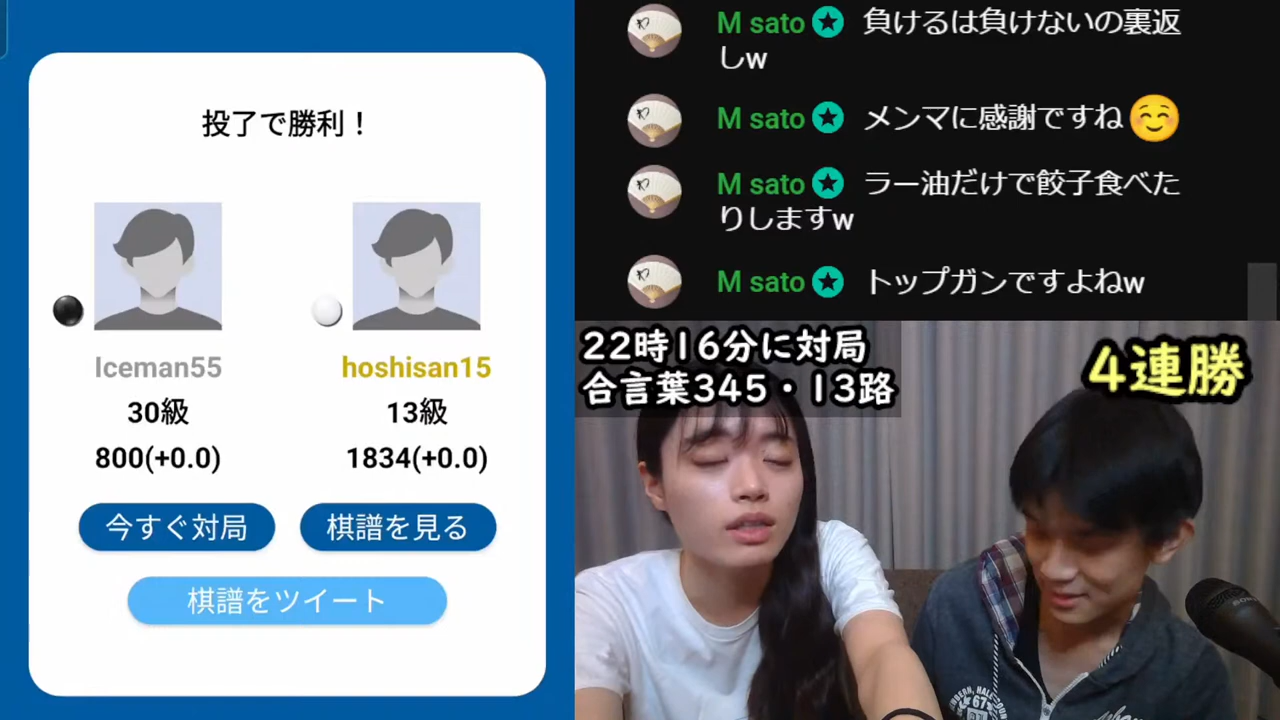 投了で勝利！
Iceman55
30級
800(+0.0)
hoshisan15
13級
1834(+0.0)
今すぐ対局
棋譜を見る
棋譜をツイート
M sato 負けるは負けないの裏返
しw
M sato メンマに感謝ですね
M sato ラー油だけで餃子食べた
りしますw
M sato トップガンですよねw
22時16分に対局
合言葉345・13路
4連勝
67